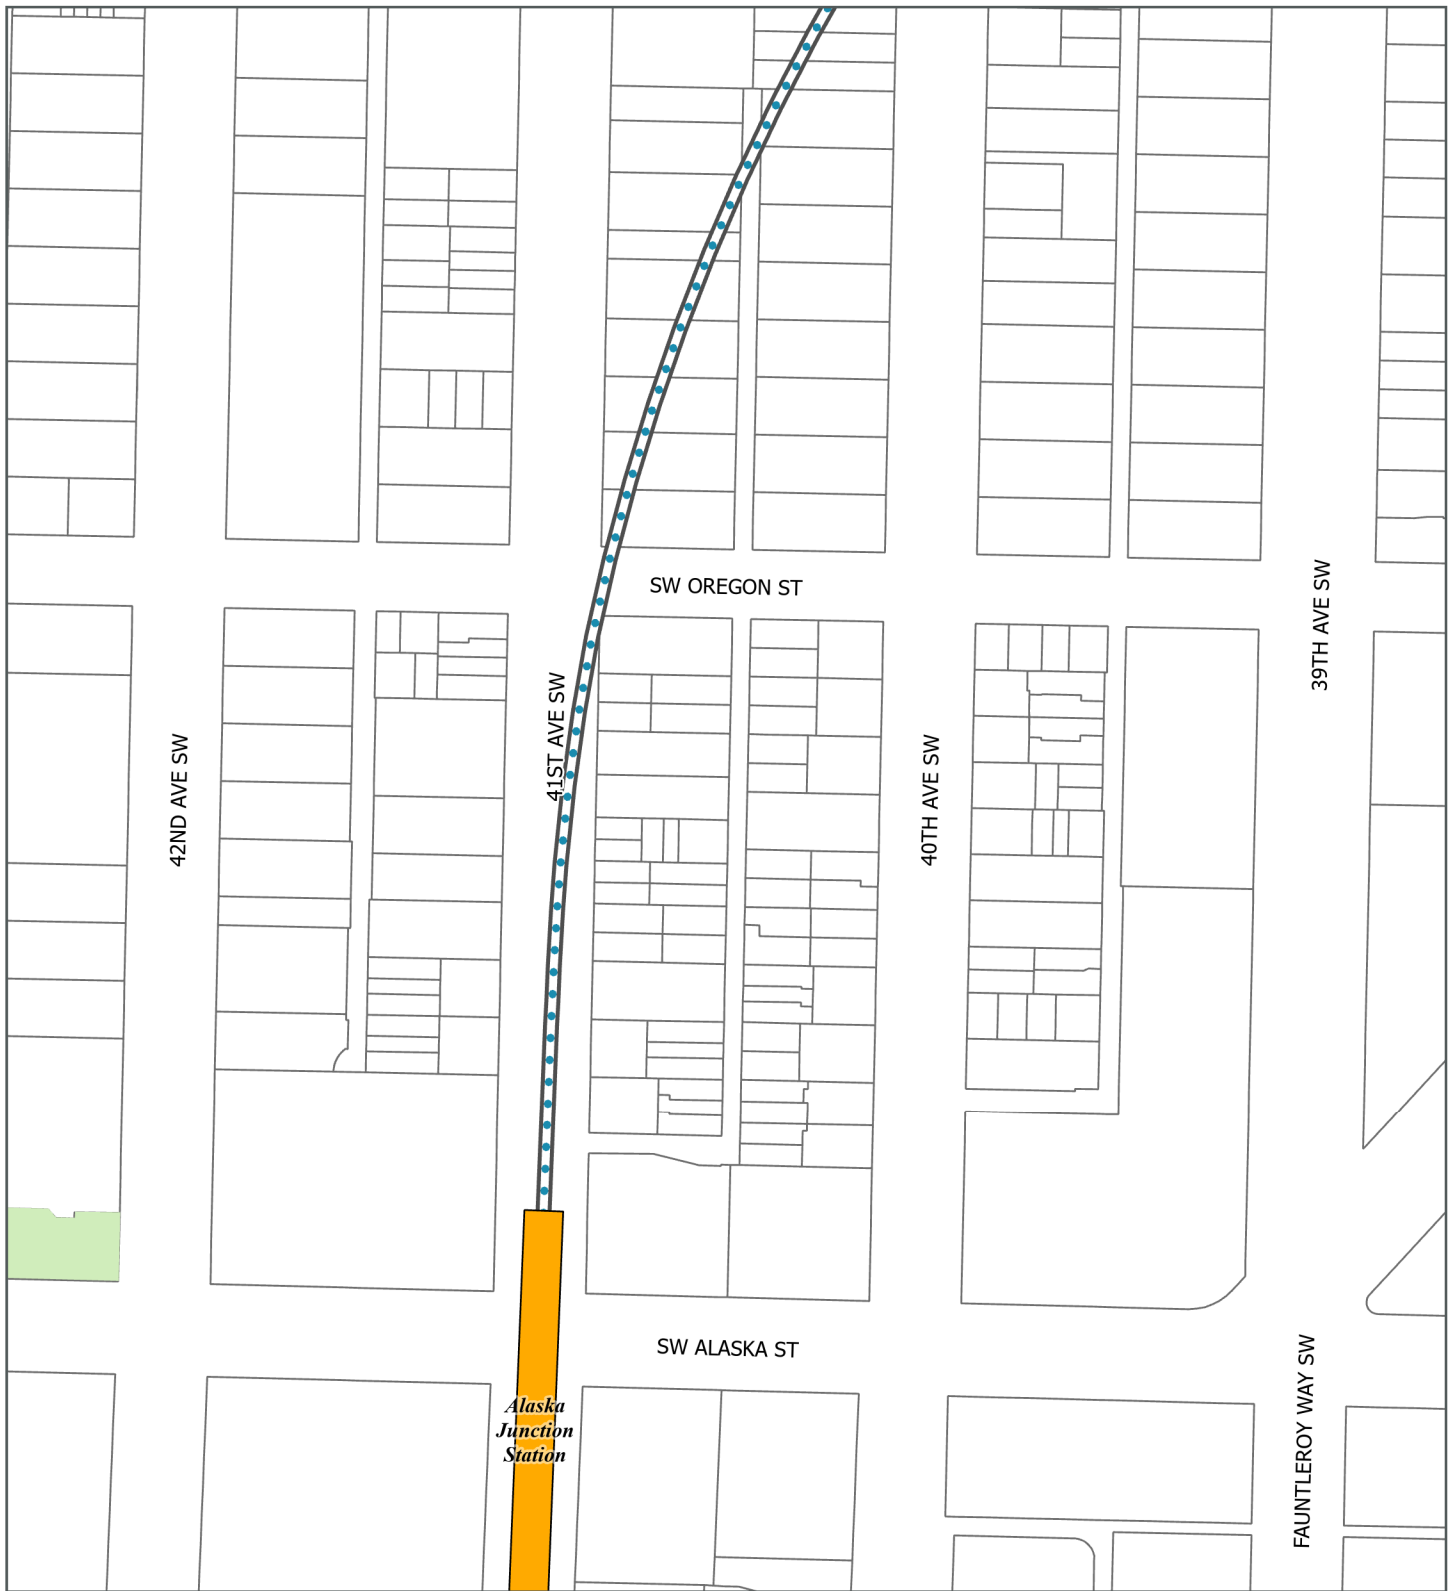 SW OREGON ST
39TH AVE SW
41ST AVE SW
42ND AVE SW
40TH AVE SW
SW ALASKA ST
FAUNTLEROY WAY SW
Alaska
Junction
Station